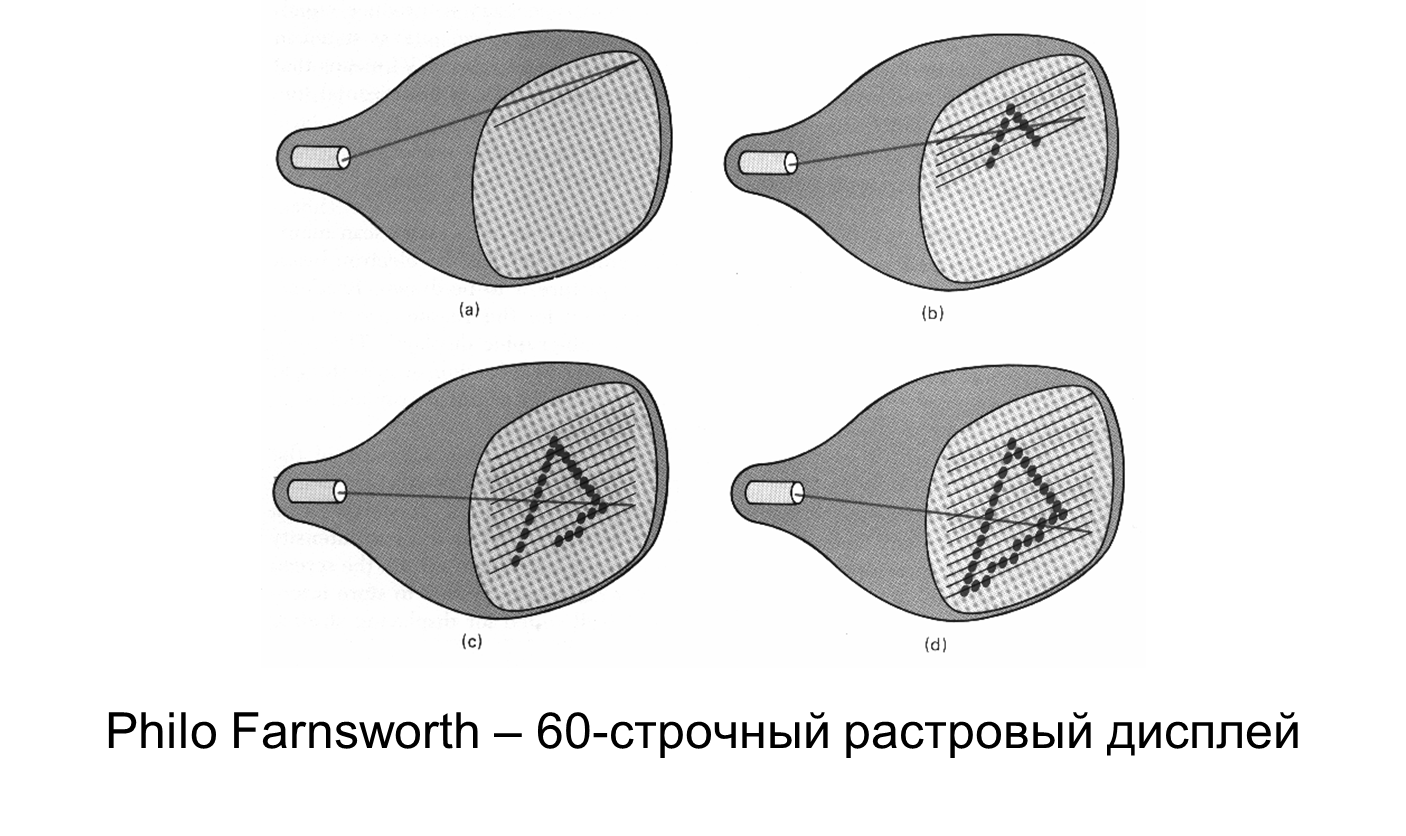 (a)
(b)
(c)
(d)
Philo Farnsworth – 60-строчный растровый дисплей